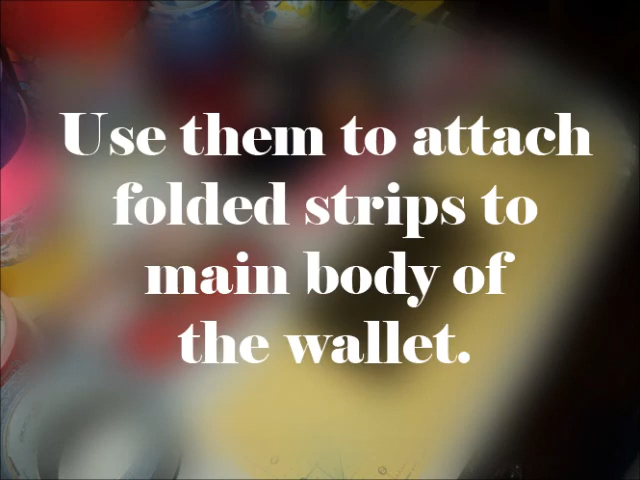 Use them to attach
folded strips to
main body of
the wallet.